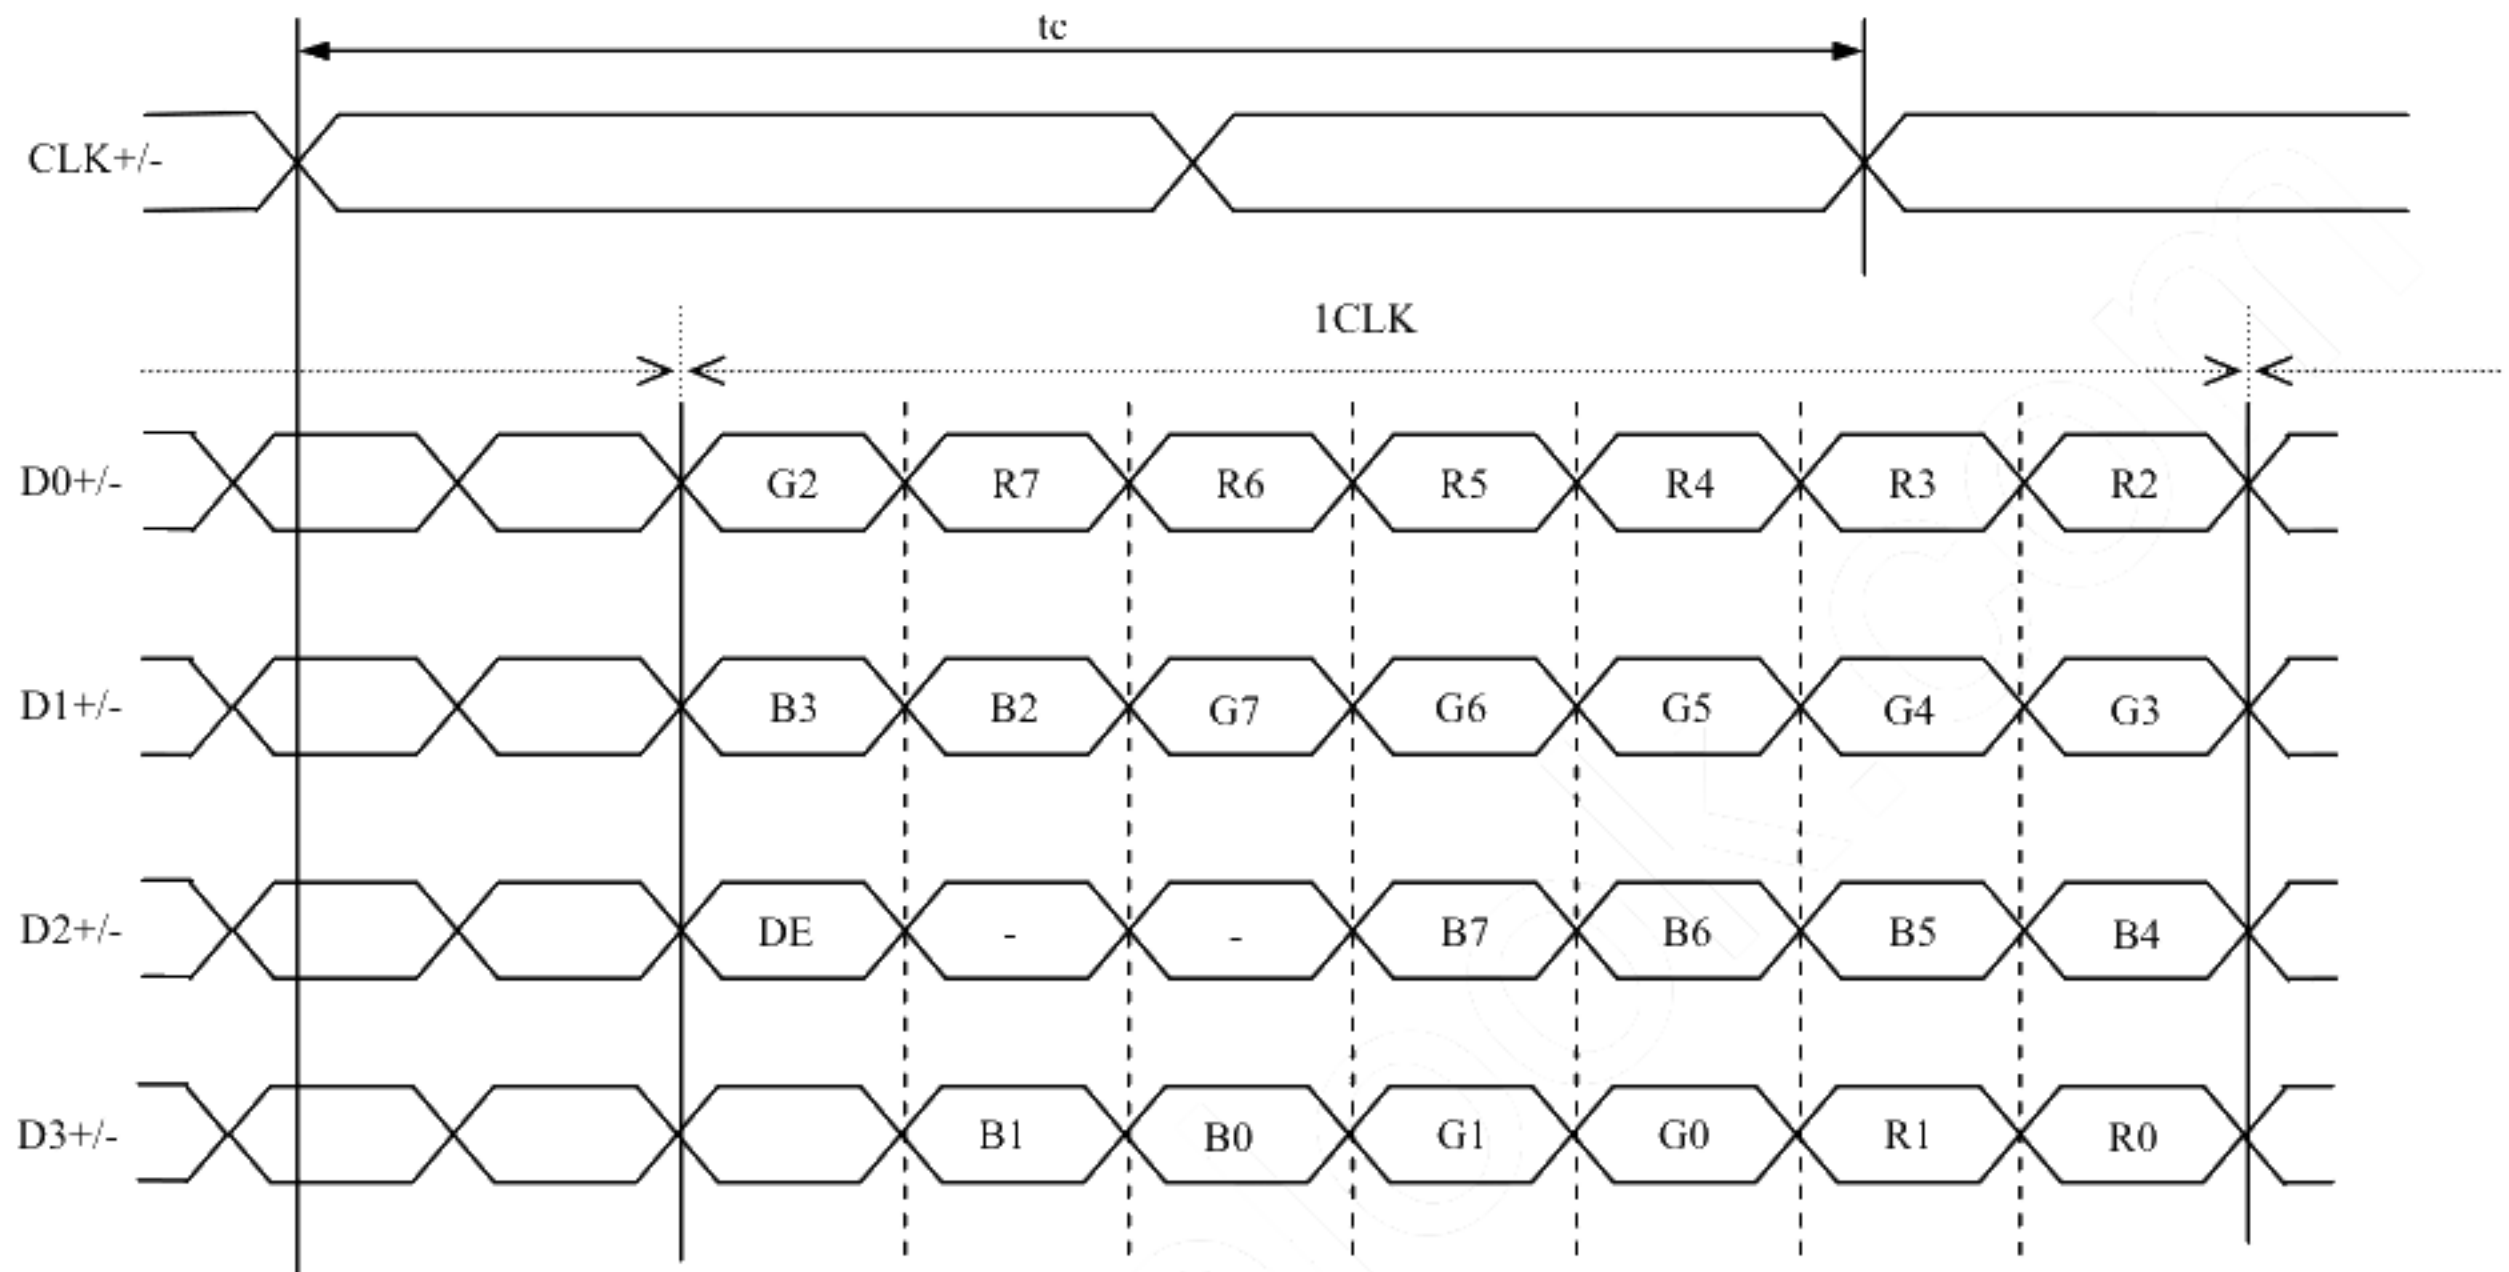 tc
CLK+/-
1CLK
D0+/- G2 R7 R6 R5 R4 R3 R2
D1+/- B3 B2 G7 G6 G5 G4 G3
D2+/- DE - - B7 B6 B5 B4
D3+/- B1 B0 G1 G0 R1 R0